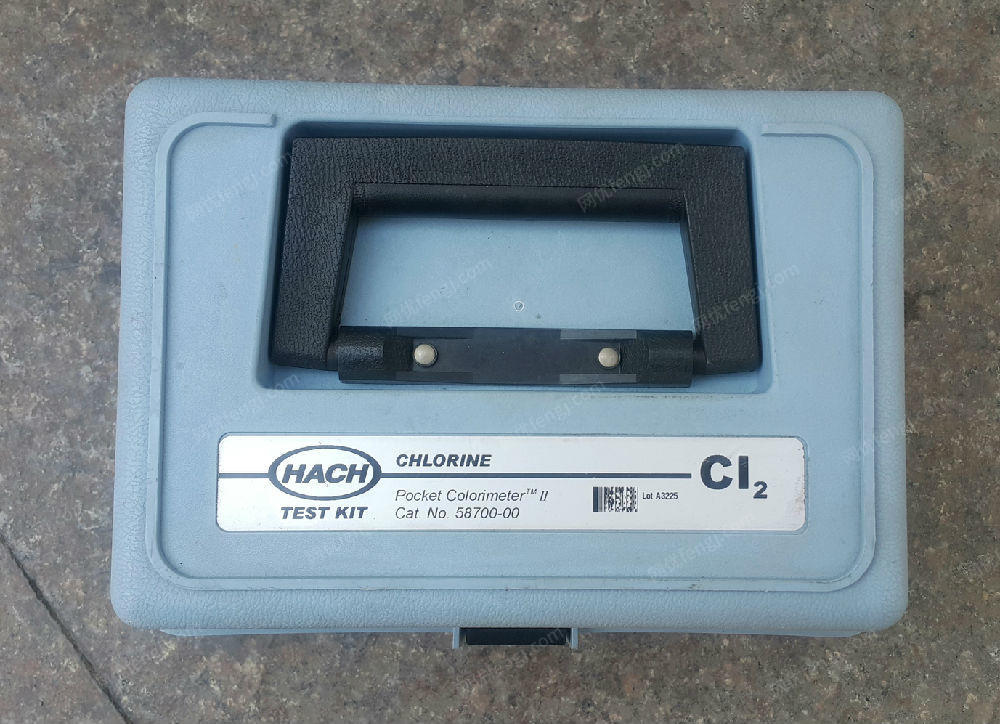 HACH
TEST KIT
CHLORINE
Pocket Colorimeter™ II
Cat. No. 58700-00
Lot A3225
Cl₂